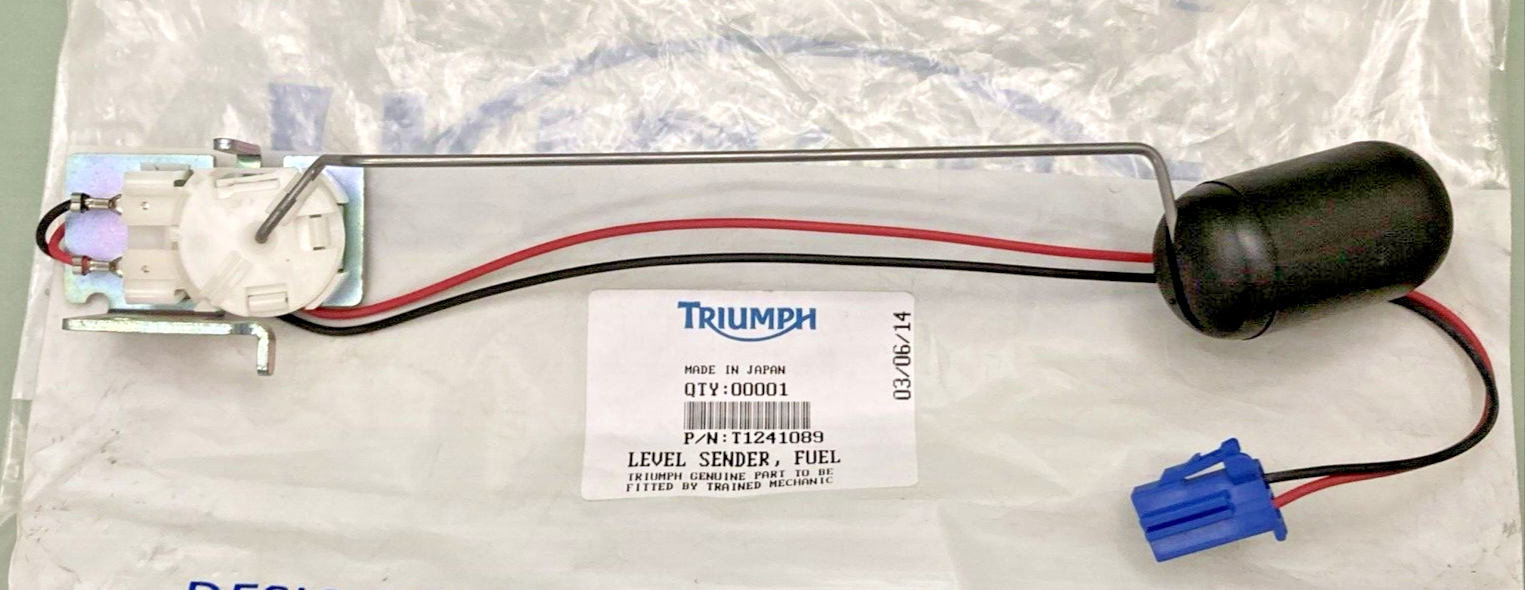 TRIUMPH
MADE IN JAPAN
QTY:00001
P/N:T1241089
LEVEL SENDER, FUEL
TRIUMPH GENUINE PART TO BE
FITTED BY TRAINED MECHANIC
03/06/14